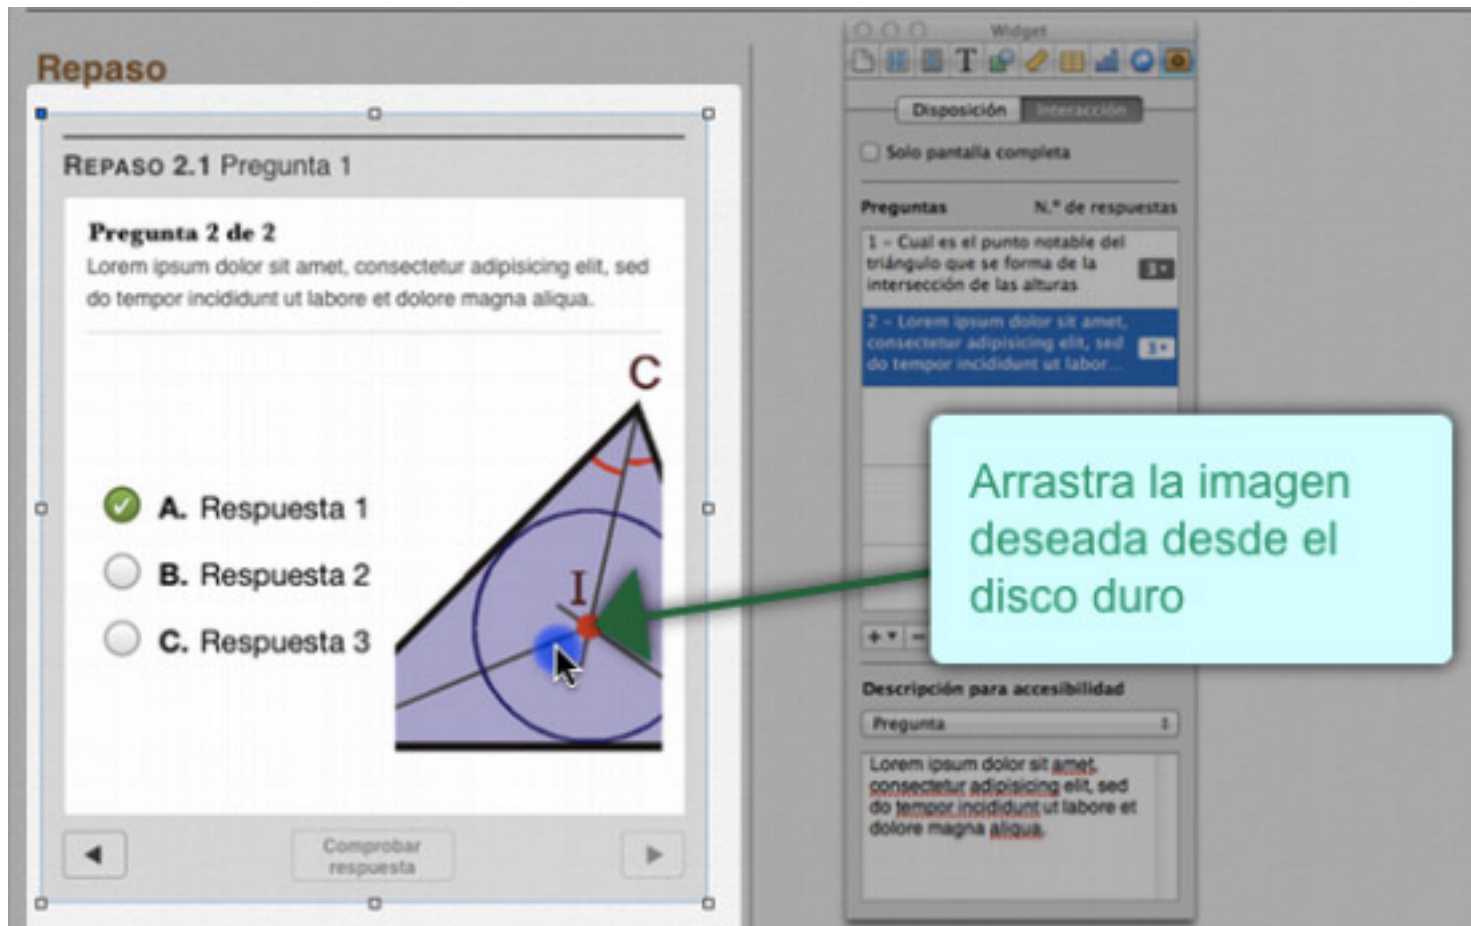 Repaso
REPASO 2.1 Pregunta 1
Pregunta 2 de 2
Lorem ipsum dolor sit amet, consectetur adipisicing elit, sed
do tempor incididunt ut labore et dolore magna aliqua.
C
I
A. Respuesta 1
B. Respuesta 2
C. Respuesta 3
Comprobar
respuesta
Widget
T
Disposición
Interacción
Solo pantalla completa
Preguntas
N.º de respuestas
1 - Cual es el punto notable del
triángulo que se forma de la
intersección de las alturas
3
2 - Lorem ipsum dolor sit amet,
consectetur adipisicing elit, sed
do tempor incididunt ut labor...
3
Arrastra la imagen
deseada desde el
disco duro
+
−
Descripción para accesibilidad
Pregunta
Lorem ipsum dolor sit amet,
consectetur adipisicing elit, sed
do tempor incididunt ut labore et
dolore magna aliqua.